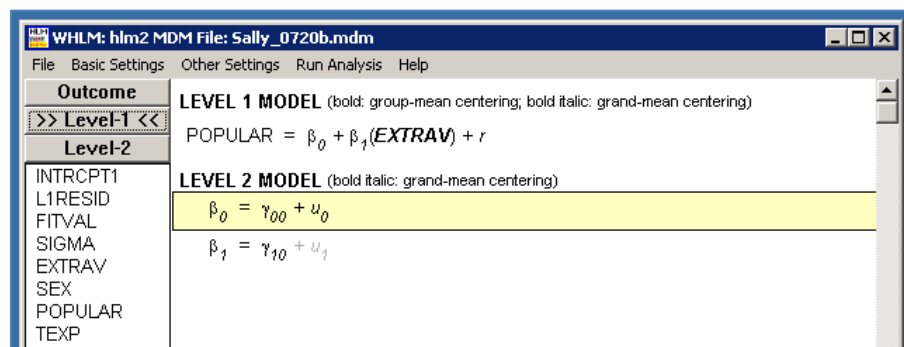 WHLM: hlm2 MDM File: Sally_0720b.mdm
File Basic Settings Other Settings Run Analysis Help
Outcome
>> Level-1 <<
Level-2
INTRCPT1
L1RESID
FITVAL
SIGMA
EXTRAV
SEX
POPULAR
TEXP
LEVEL 1 MODEL (bold: group-mean centering; bold italic: grand-mean centering)
POPULAR = β₀ + β₁(EXTRAV) + r
LEVEL 2 MODEL (bold italic: grand-mean centering)
β₀ = γ₀₀ + u₀
β₁ = γ₁₀ + u₁